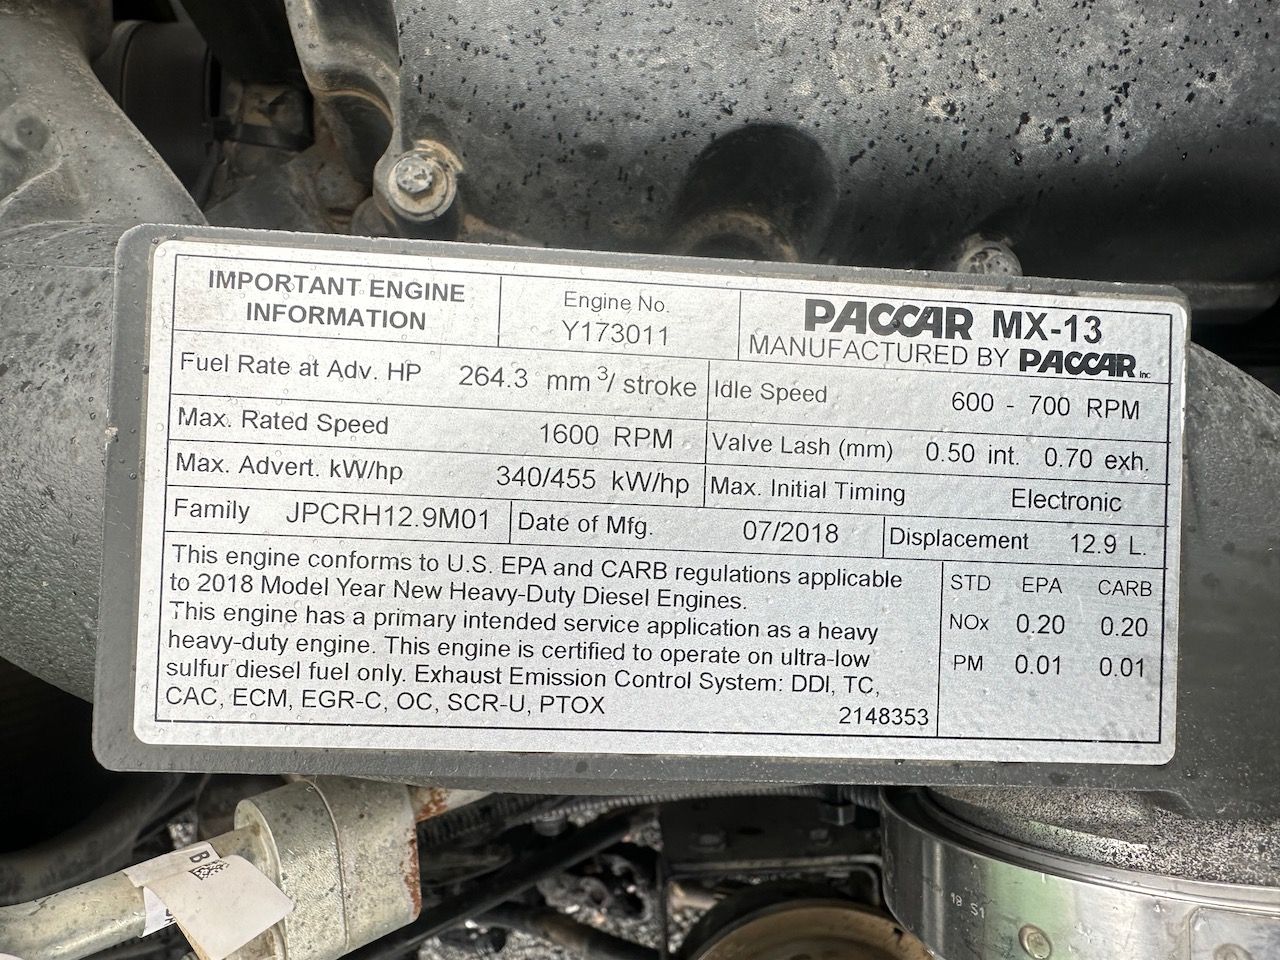 IMPORTANT ENGINE
INFORMATION
Engine No.
Y173011
PACCAR MX-13
MANUFACTURED BY PACCAR Inc
Fuel Rate at Adv. HP 264.3 mm³/ stroke
Idle Speed 600 - 700 RPM
Max. Rated Speed 1600 RPM
Valve Lash (mm) 0.50 int. 0.70 exh.
Max. Advert. kW/hp 340/455 kW/hp
Max. Initial Timing Electronic
Family JPCRH12.9M01
Date of Mfg. 07/2018
Displacement 12.9 L.
This engine conforms to U.S. EPA and CARB regulations applicable
to 2018 Model Year New Heavy-Duty Diesel Engines.
This engine has a primary intended service application as a heavy
heavy-duty engine. This engine is certified to operate on ultra-low
sulfur diesel fuel only. Exhaust Emission Control System: DDI, TC,
CAC, ECM, EGR-C, OC, SCR-U, PTOX
2148353
STD EPA CARB
NOx 0.20 0.20
PM 0.01 0.01
B
18 51